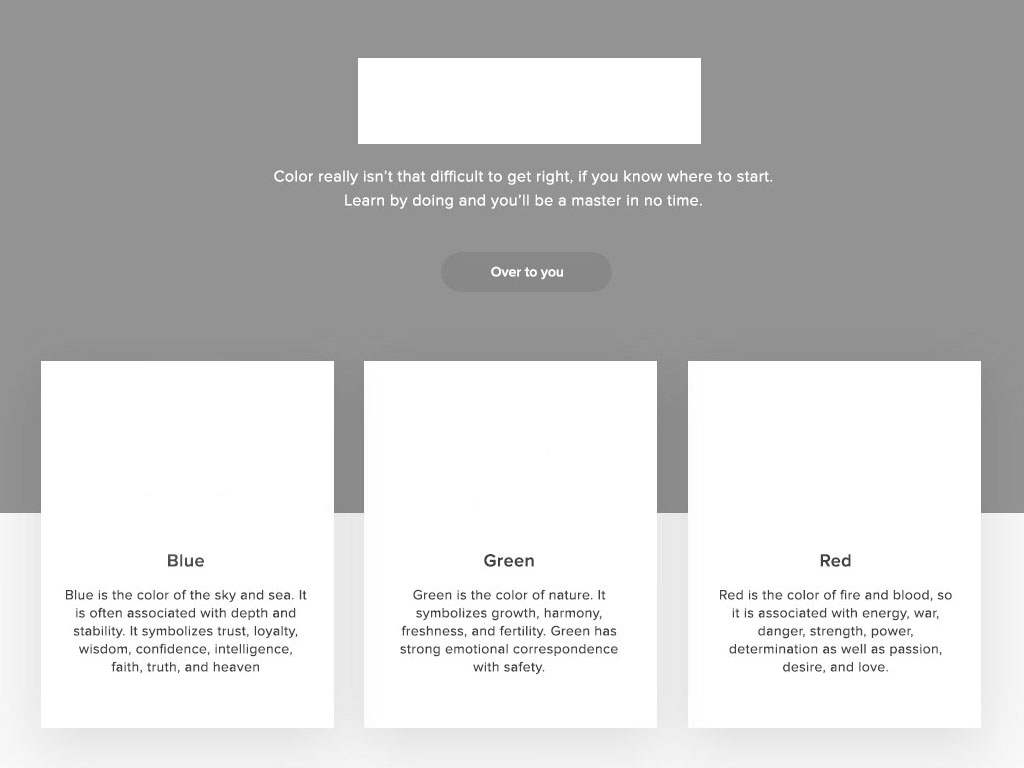 Color really isn’t that difficult to get right, if you know where to start.
Learn by doing and you’ll be a master in no time.
Over to you
Blue
Blue is the color of the sky and sea. It
is often associated with depth and
stability. It symbolizes trust, loyalty,
wisdom, confidence, intelligence,
faith, truth, and heaven
Green
Green is the color of nature. It
symbolizes growth, harmony,
freshness, and fertility. Green has
strong emotional correspondence
with safety.
Red
Red is the color of fire and blood, so
it is associated with energy, war,
danger, strength, power,
determination as well as passion,
desire, and love.